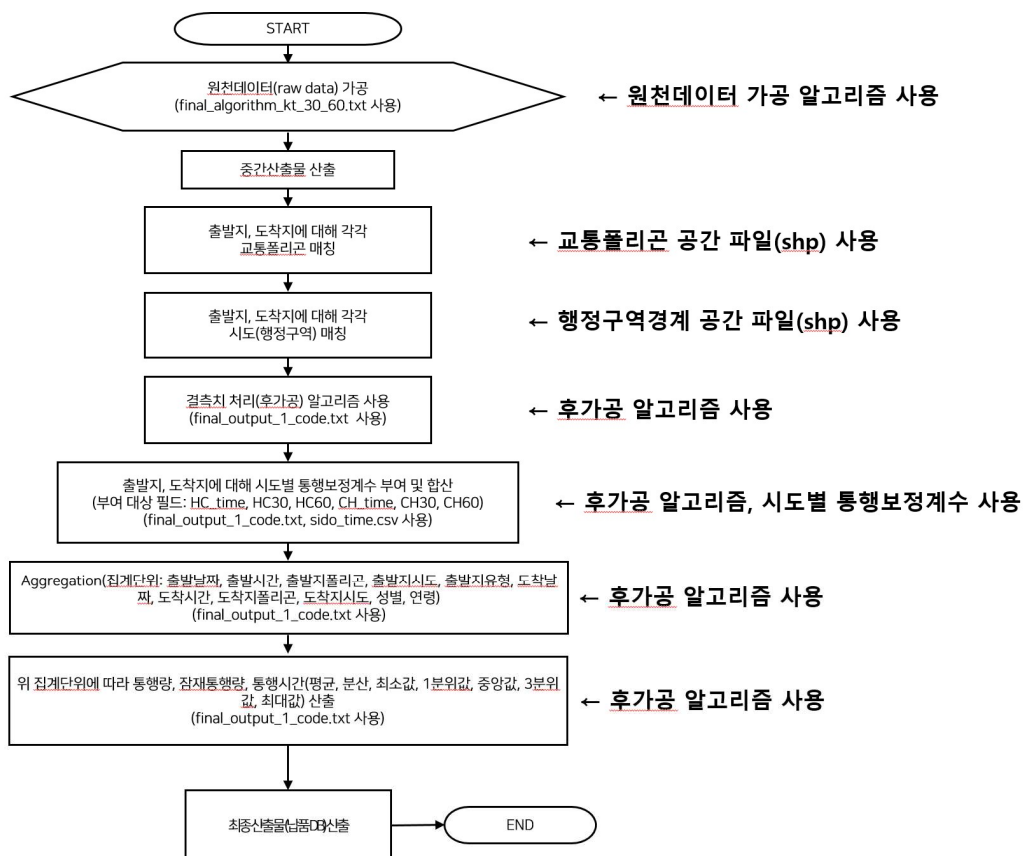 START
원천데이터(raw data) 가공
(final_algorithm_kt_30_60.txt 사용)
← 원천데이터 가공 알고리즘 사용
중간산출물 산출
출발지, 도착지에 대해 각각
교통폴리곤 매칭
← 교통폴리곤 공간 파일(shp) 사용
출발지, 도착지에 대해 각각
시도(행정구역) 매칭
← 행정구역경계 공간 파일(shp) 사용
결측치 처리(후가공) 알고리즘 사용
(final_output_1_code.txt 사용)
← 후가공 알고리즘 사용
출발지, 도착지에 대해 시도별 통행보정계수 부여 및 합산
(부여 대상 필드: HC_time, HC30, HC60, CH_time, CH30, CH60)
(final_output_1_code.txt, sido_time.csv 사용)
← 후가공 알고리즘, 시도별 통행보정계수 사용
Aggregation(집계단위: 출발날짜, 출발시간, 출발지폴리곤, 출발지시도, 출발지유형, 도착날
짜, 도착시간, 도착지폴리곤, 도착지시도, 성별, 연령)
(final_output_1_code.txt 사용)
← 후가공 알고리즘 사용
위 집계단위에 따라 통행량, 잠재통행량, 통행시간(평균, 분산, 최소값, 1분위값, 중앙값, 3분위
값, 최대값) 산출
(final_output_1_code.txt 사용)
← 후가공 알고리즘 사용
최종산출물(납품DB)산출
END